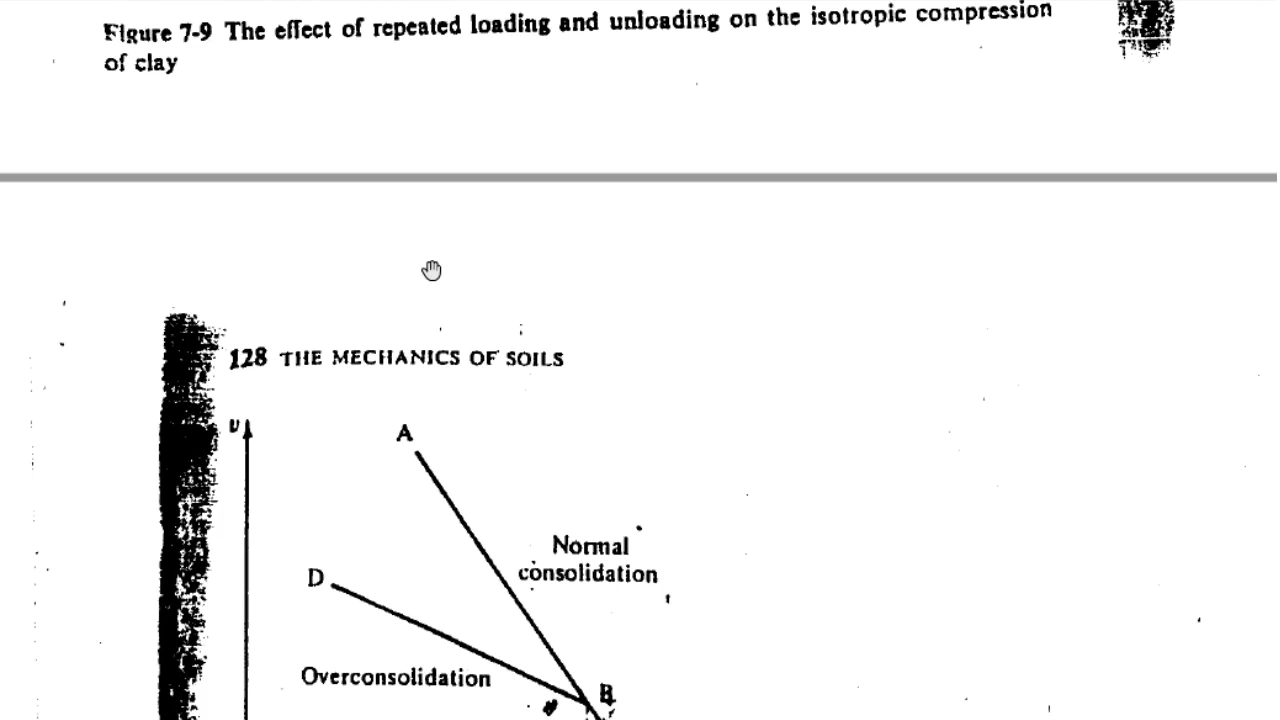 Figure 7-9 The effect of repeated loading and unloading on the isotropic compression
of clay
128 THE MECHANICS OF SOILS
υ
A
Normal
consolidation
D
Overconsolidation
B